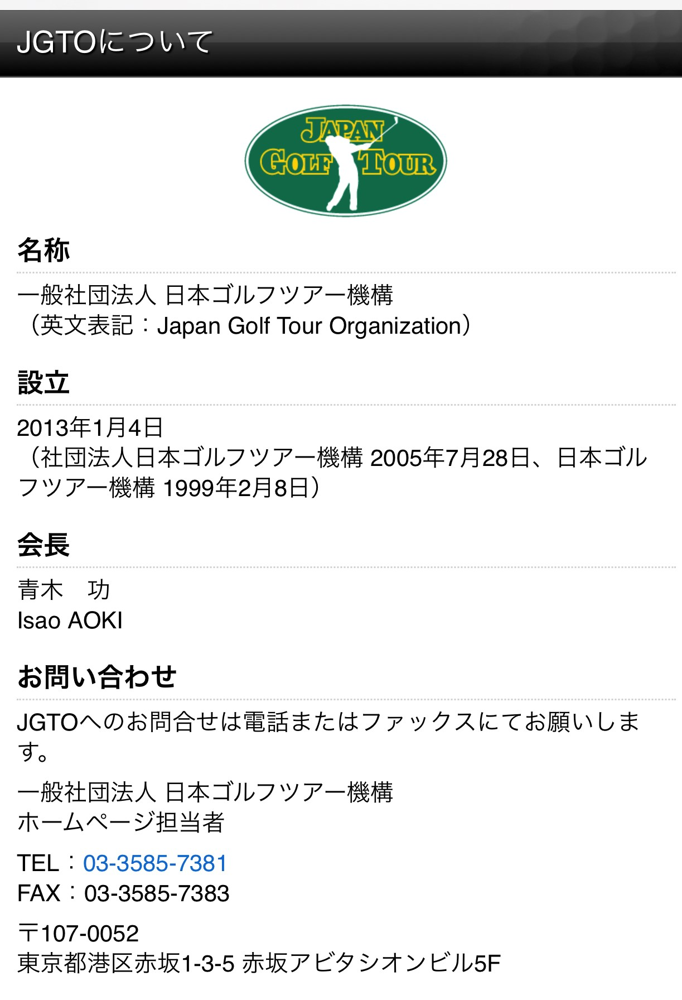 JGTOについて
JAPAN
GOLF TOUR
名称
一般社団法人 日本ゴルフツアー機構
（英文表記：Japan Golf Tour Organization）
設立
2013年1月4日
（社団法人日本ゴルフツアー機構 2005年7月28日、日本ゴル
フツアー機構 1999年2月8日）
会長
青木　功
Isao AOKI
お問い合わせ
JGTOへのお問合せは電話またはファックスにてお願いしま
す。
一般社団法人 日本ゴルフツアー機構
ホームページ担当者
TEL：03-3585-7381
FAX：03-3585-7383
〒107-0052
東京都港区赤坂1-3-5 赤坂アビタシオンビル5F